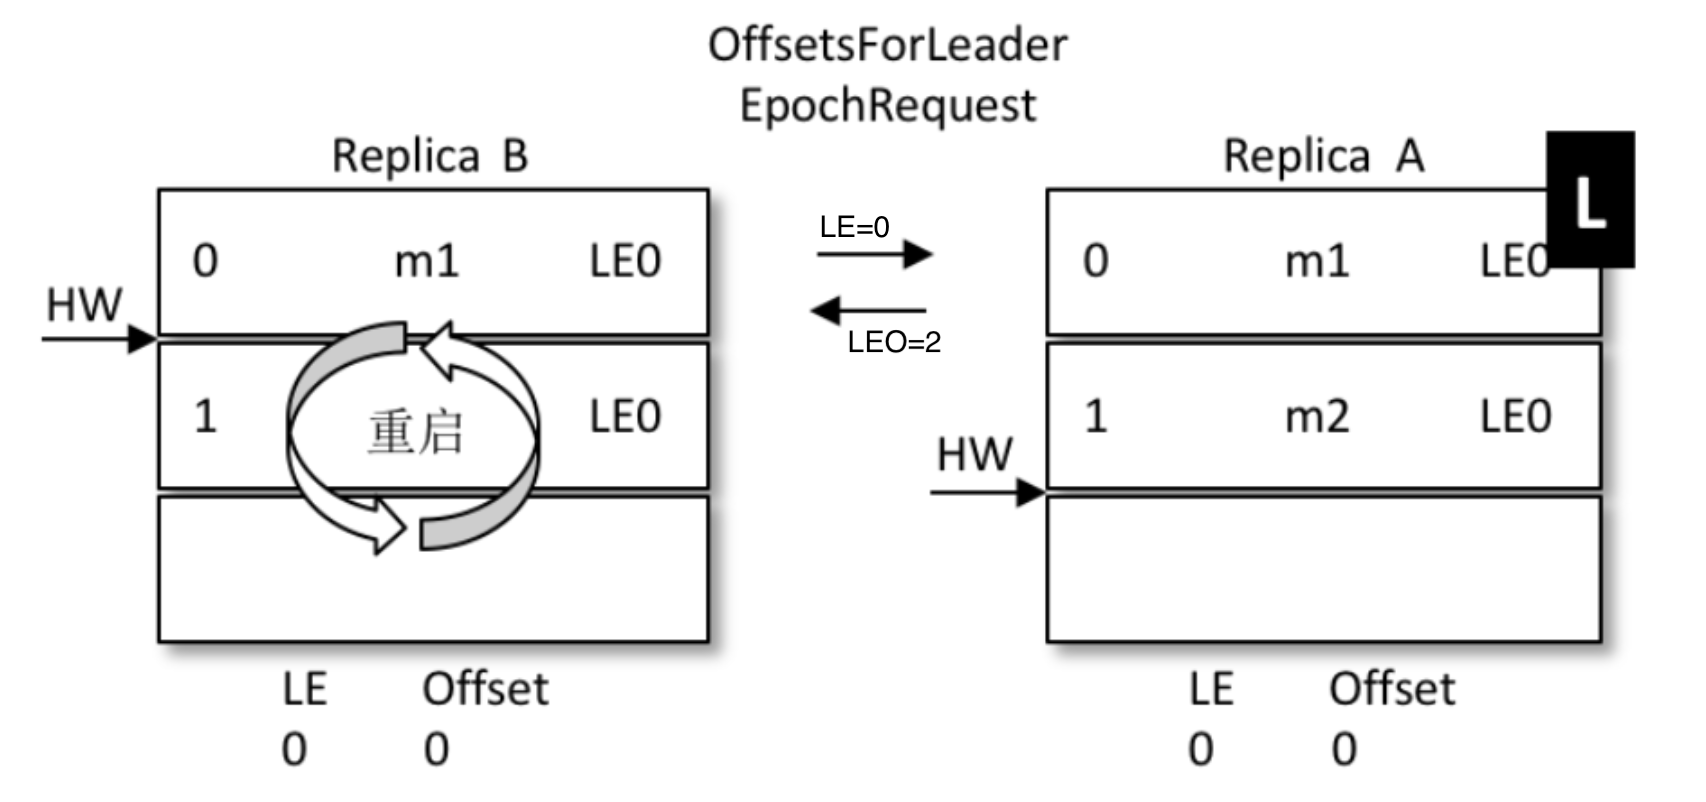 OffsetsForLeader
EpochRequest
Replica B
Replica A
L
0 m1 LE0
LE=0
0 m1 LE0
HW
LEO=2
1 重启 LE0
1 m2 LE0
HW
LE Offset
0 0
LE Offset
0 0